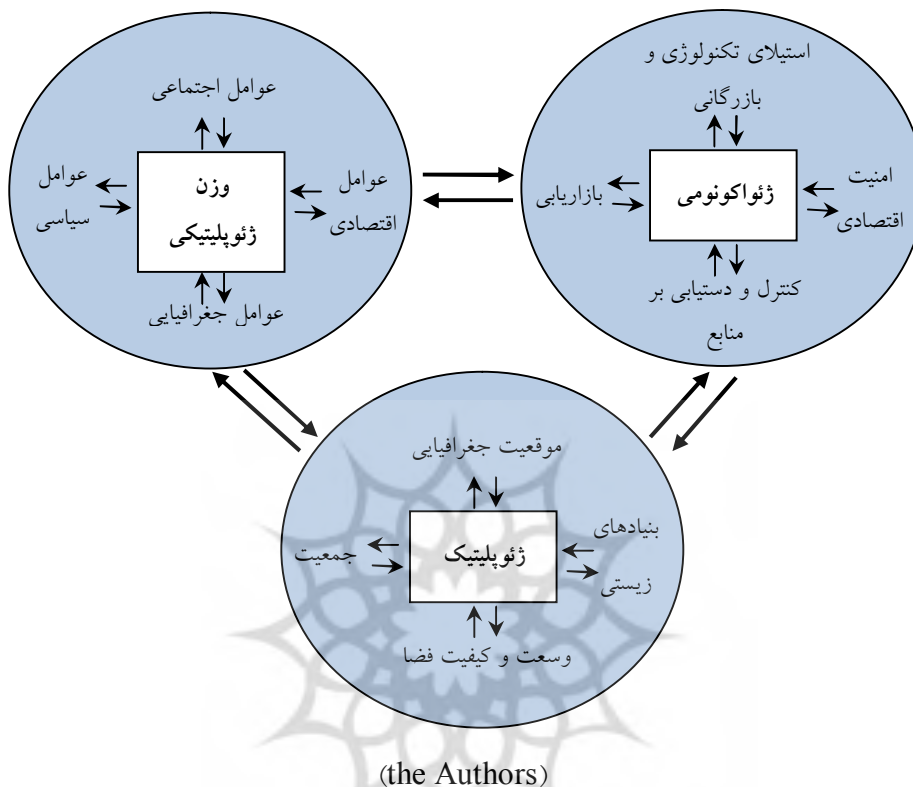 استیلای تکنولوژی و
بازرگانی
ژئواکونومی
امنیت
اقتصادی
بازاریابی
کنترل و دستیابی بر
منابع
عوامل اجتماعی
وزن
ژئوپلیتیکی
عوامل
اقتصادی
عوامل
سیاسی
عوامل جغرافیایی
موقعیت جغرافیایی
ژئوپلیتیک
بنیادهای
زیستی
جمعیت
وسعت و کیفیت فضا
(the Authors)